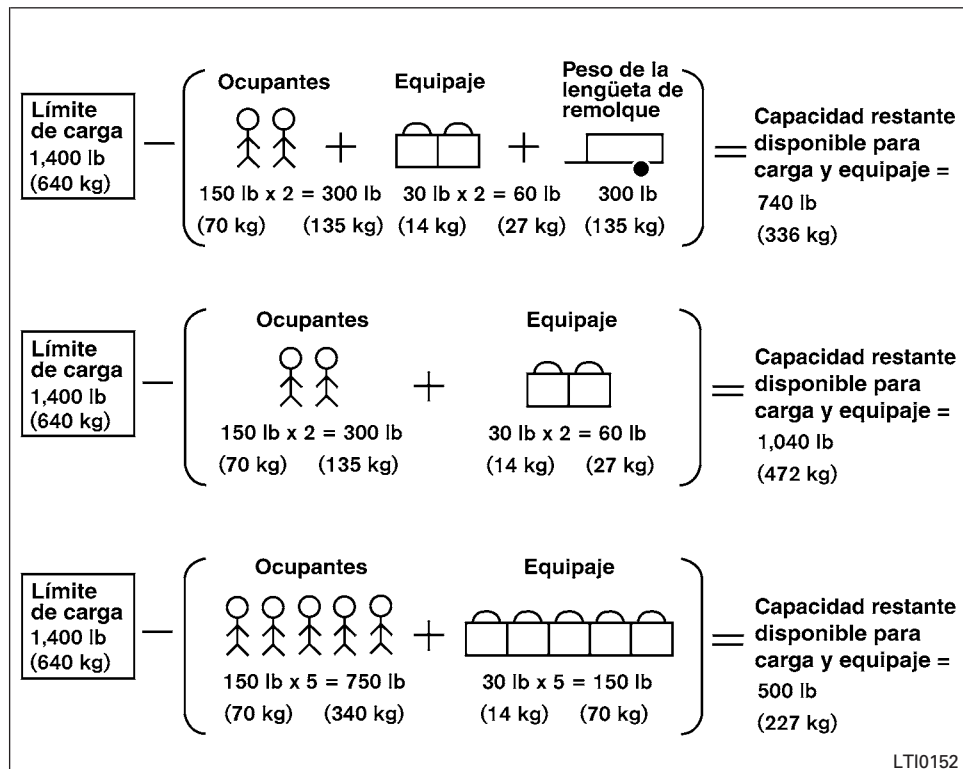 Límite
de carga
1,400 lb
(640 kg)
—
Ocupantes
+
Equipaje
+
Peso de la
lengüeta de
remolque
150 lb x 2 = 300 lb
30 lb x 2 = 60 lb
300 lb
(70 kg)
(135 kg)
(14 kg)
(27 kg)
(135 kg)
=
Capacidad restante
disponible para
carga y equipaje =
740 lb
(336 kg)
Límite
de carga
1,400 lb
(640 kg)
—
Ocupantes
+
Equipaje
150 lb x 2 = 300 lb
30 lb x 2 = 60 lb
(70 kg)
(135 kg)
(14 kg)
(27 kg)
=
Capacidad restante
disponible para
carga y equipaje =
1,040 lb
(472 kg)
Límite
de carga
1,400 lb
(640 kg)
—
Ocupantes
+
Equipaje
150 lb x 5 = 750 lb
30 lb x 5 = 150 lb
(70 kg)
(340 kg)
(14 kg)
(70 kg)
=
Capacidad restante
disponible para
carga y equipaje =
500 lb
(227 kg)
LTI0152